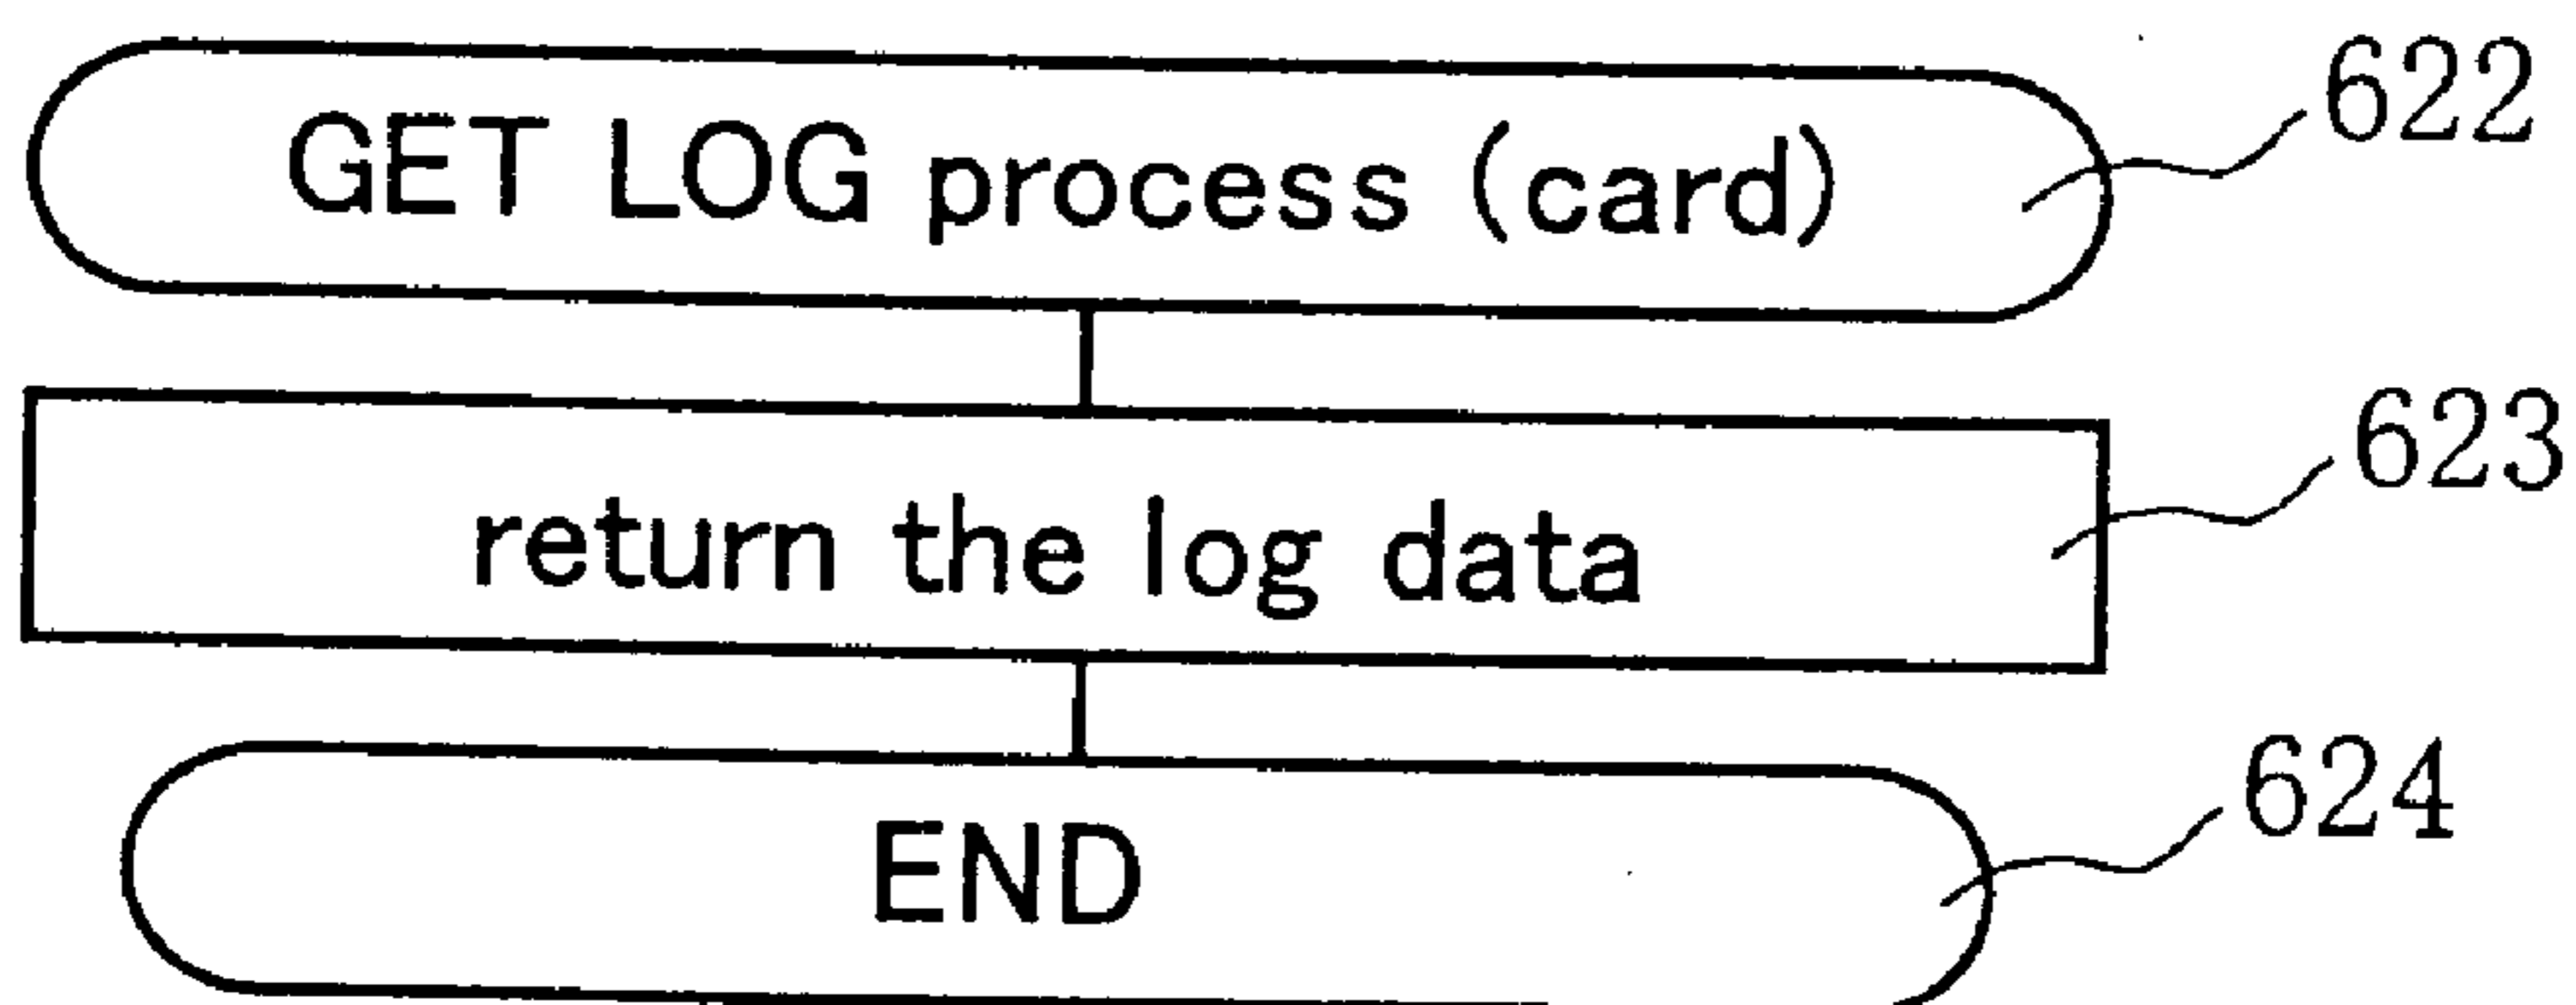 GET LOG process (card) 622
return the log data 623
END 624